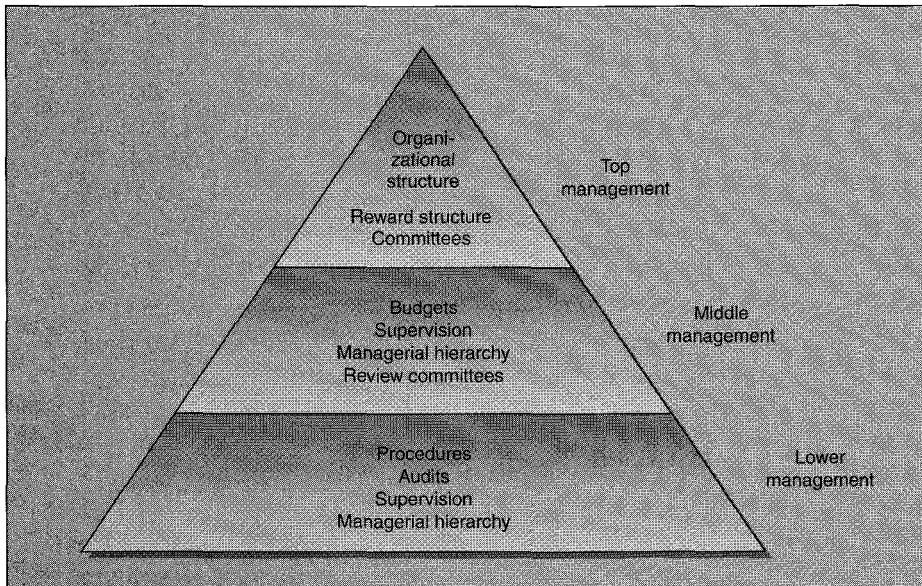 Organi-
zational
structure
Reward structure
Committees
Top
management
Budgets
Supervision
Managerial hierarchy
Review committees
Middle
management
Procedures
Audits
Supervision
Managerial hierarchy
Lower
management